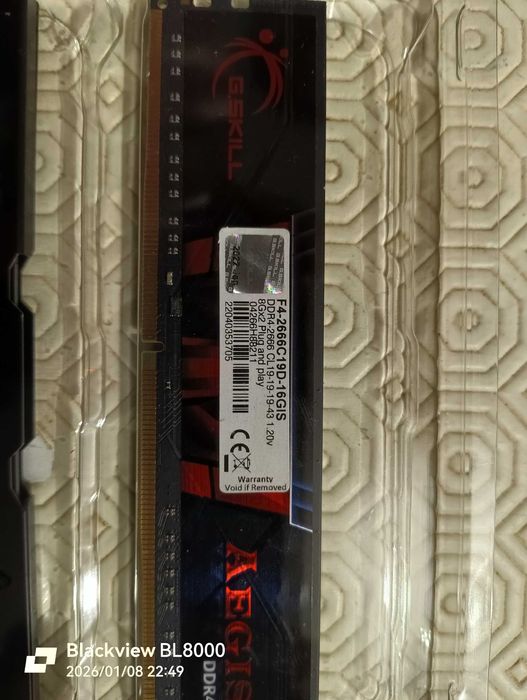 G.SKILL
F4-2666C19D-16GIS
DDR4-2666 CL19-19-19-43 1.20v
8Gx2 Plug and play
22040353705
Warranty
Void if Removed
AEGIS
DDR4
Blackview BL8000
2026/01/08 22:49